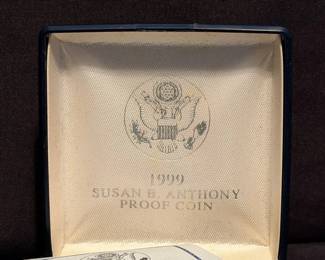 1999
SUSAN B. ANTHONY
PROOF COIN